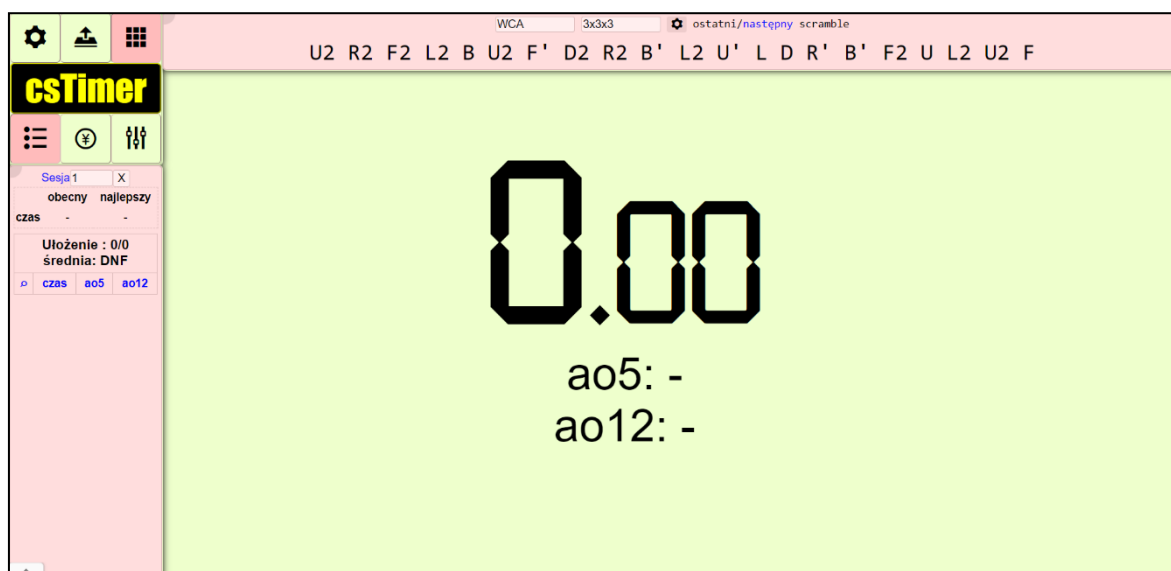 WCA 3x3x3 ostatni/następny scramble
U2 R2 F2 L2 B U2 F' D2 R2 B' L2 U' L D R' B' F2 U L2 U2 F
csTimer
Sesja 1 X
obecny najlepszy
czas - -
Ułożenie : 0/0
średnia: DNF
czas ao5 ao12
0.00
ao5: -
ao12: -